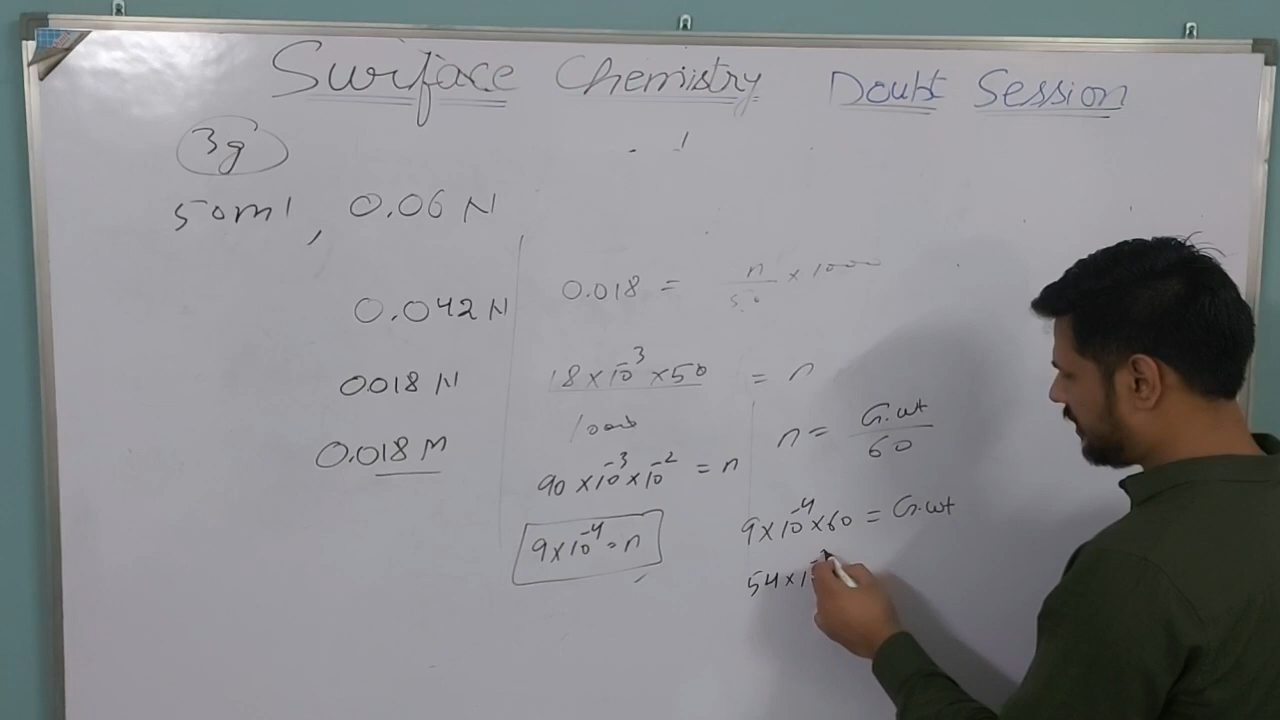 Surface Chemistry Doubt Session
3g
50ml, 0.06 N
0.042 N
0.018 N
0.018 M
0.018 = n/50 × 1000
18×10⁻³×50/1000 = n
90×10⁻³×10⁻² = n
9×10⁻⁴=n
n = G.wt/60
9×10⁻⁴×60 = G.wt
54×1